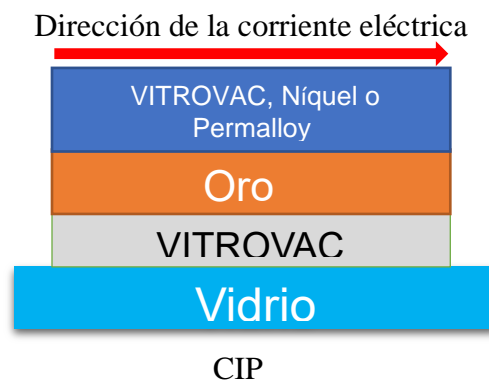 Dirección de la corriente eléctrica
VITROVAC, Níquel o
Permalloy
Oro
VITROVAC
Vidrio
CIP